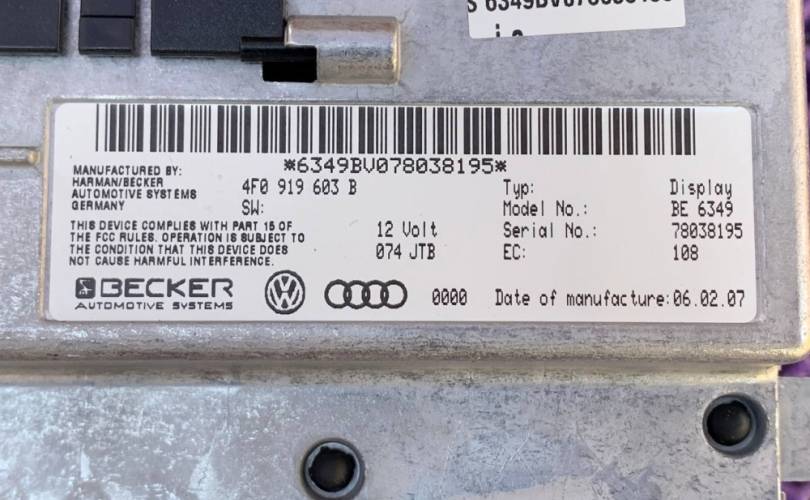 *6349BV078038195*
MANUFACTURED BY:
HARMAN/BECKER
AUTOMOTIVE SYSTEMS
GERMANY
4F0 919 603 B
SW:
THIS DEVICE COMPLIES WITH PART 15 OF
THE FCC RULES. OPERATION IS SUBJECT TO
THE CONDITION THAT THIS DEVICE DOES
NOT CAUSE HARMFUL INTERFERENCE.
12 Volt
074 JTB
Typ: Display
Model No.: BE 6349
Serial No.: 78038195
EC: 108
BECKER
AUTOMOTIVE SYSTEMS
0000
Date of manufacture:06.02.07